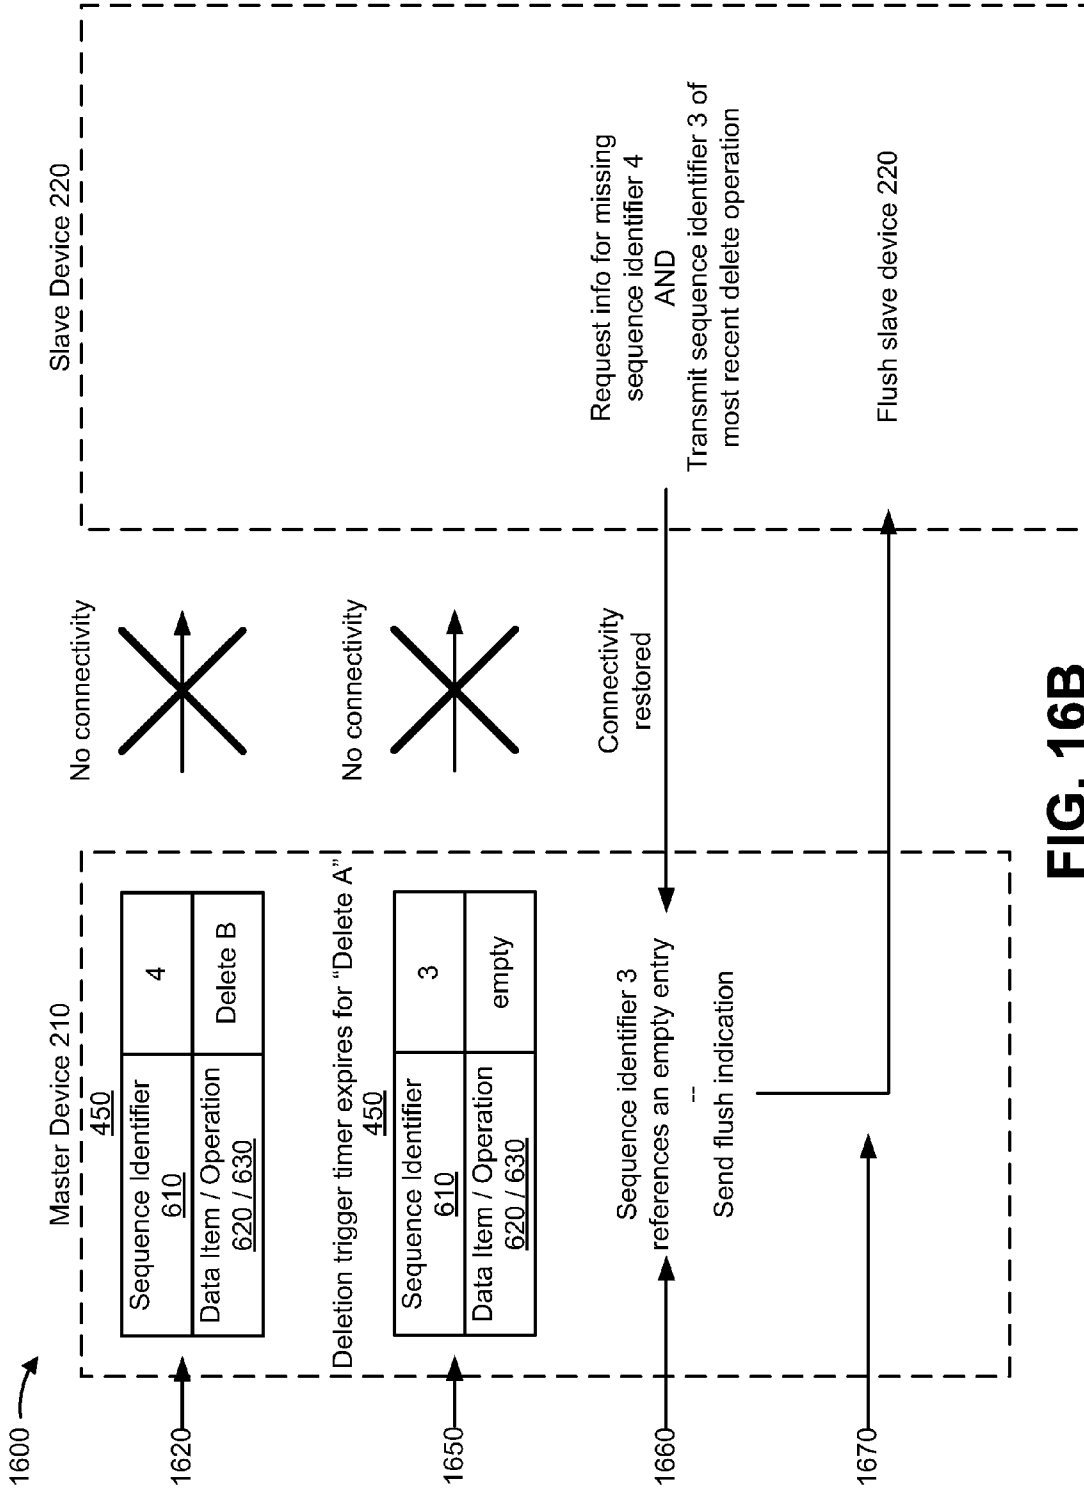 1600
Master Device 210
Slave Device 220
1620
450
Sequence Identifier
610
4
Data Item / Operation
620 / 630
Delete B
No connectivity
1650
Deletion trigger timer expires for “Delete A”
450
Sequence Identifier
610
3
Data Item / Operation
620 / 630
empty
No connectivity
1660
Sequence identifier 3
references an empty entry
--
Send flush indication
Connectivity
restored
Request info for missing
sequence identifier 4
AND
Transmit sequence identifier 3 of
most recent delete operation
1670
Flush slave device 220
FIG. 16B